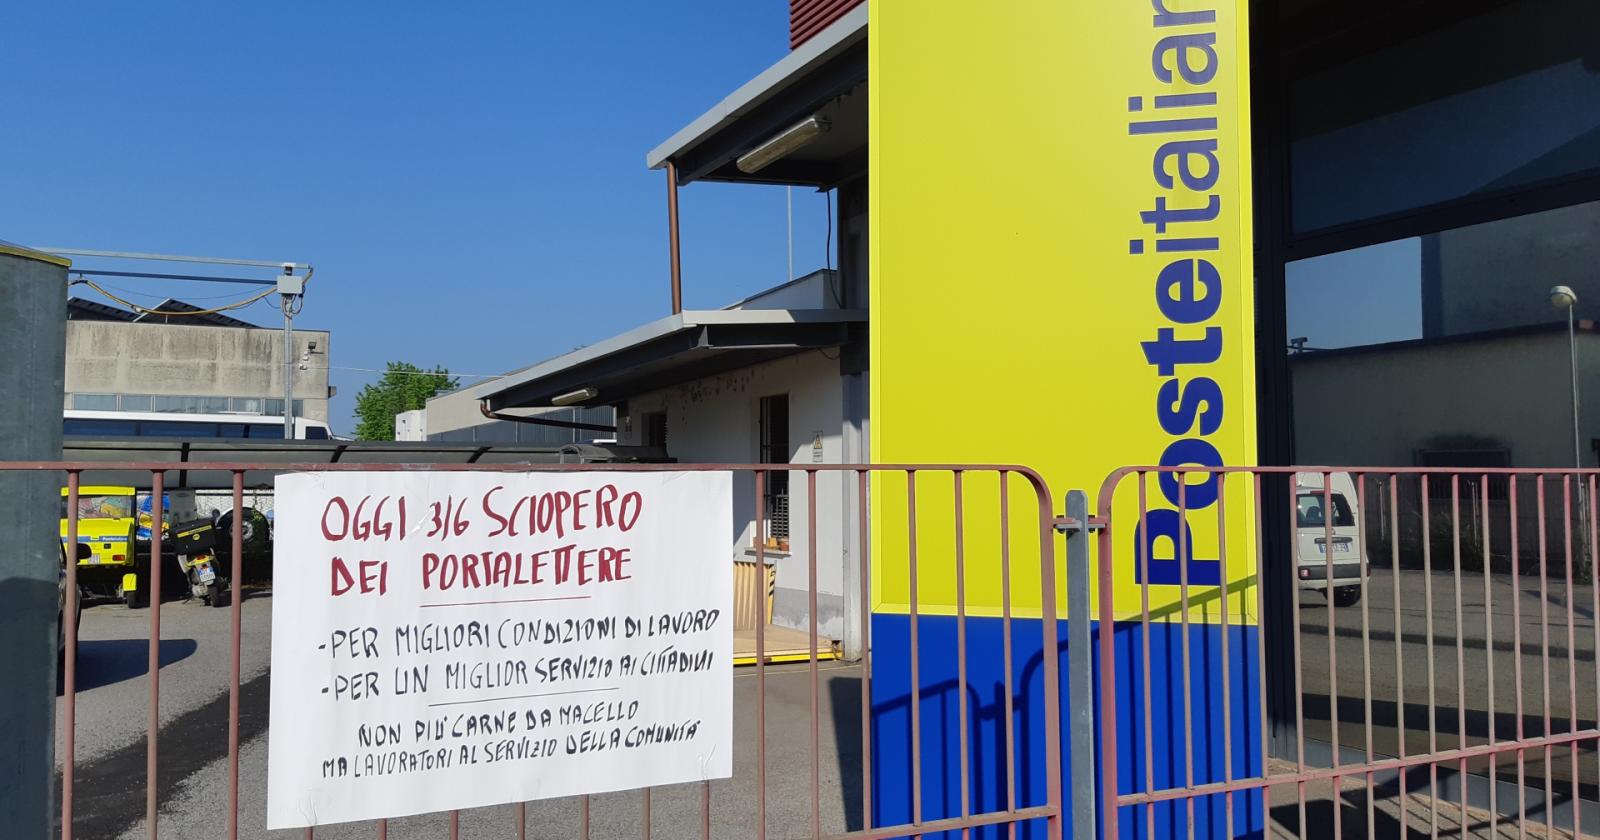 OGGI 3/6 SCIOPERO
DEI PORTALETTERE
-PER MIGLIORI CONDIZIONI DI LAVORO
-PER UN MIGLIOR SERVIZIO AI CITTADINI
NON PIU' CARNE DA MACELLO
MA LAVORATORI AL SERVIZIO DELLA COMUNITA'
Posteitalian